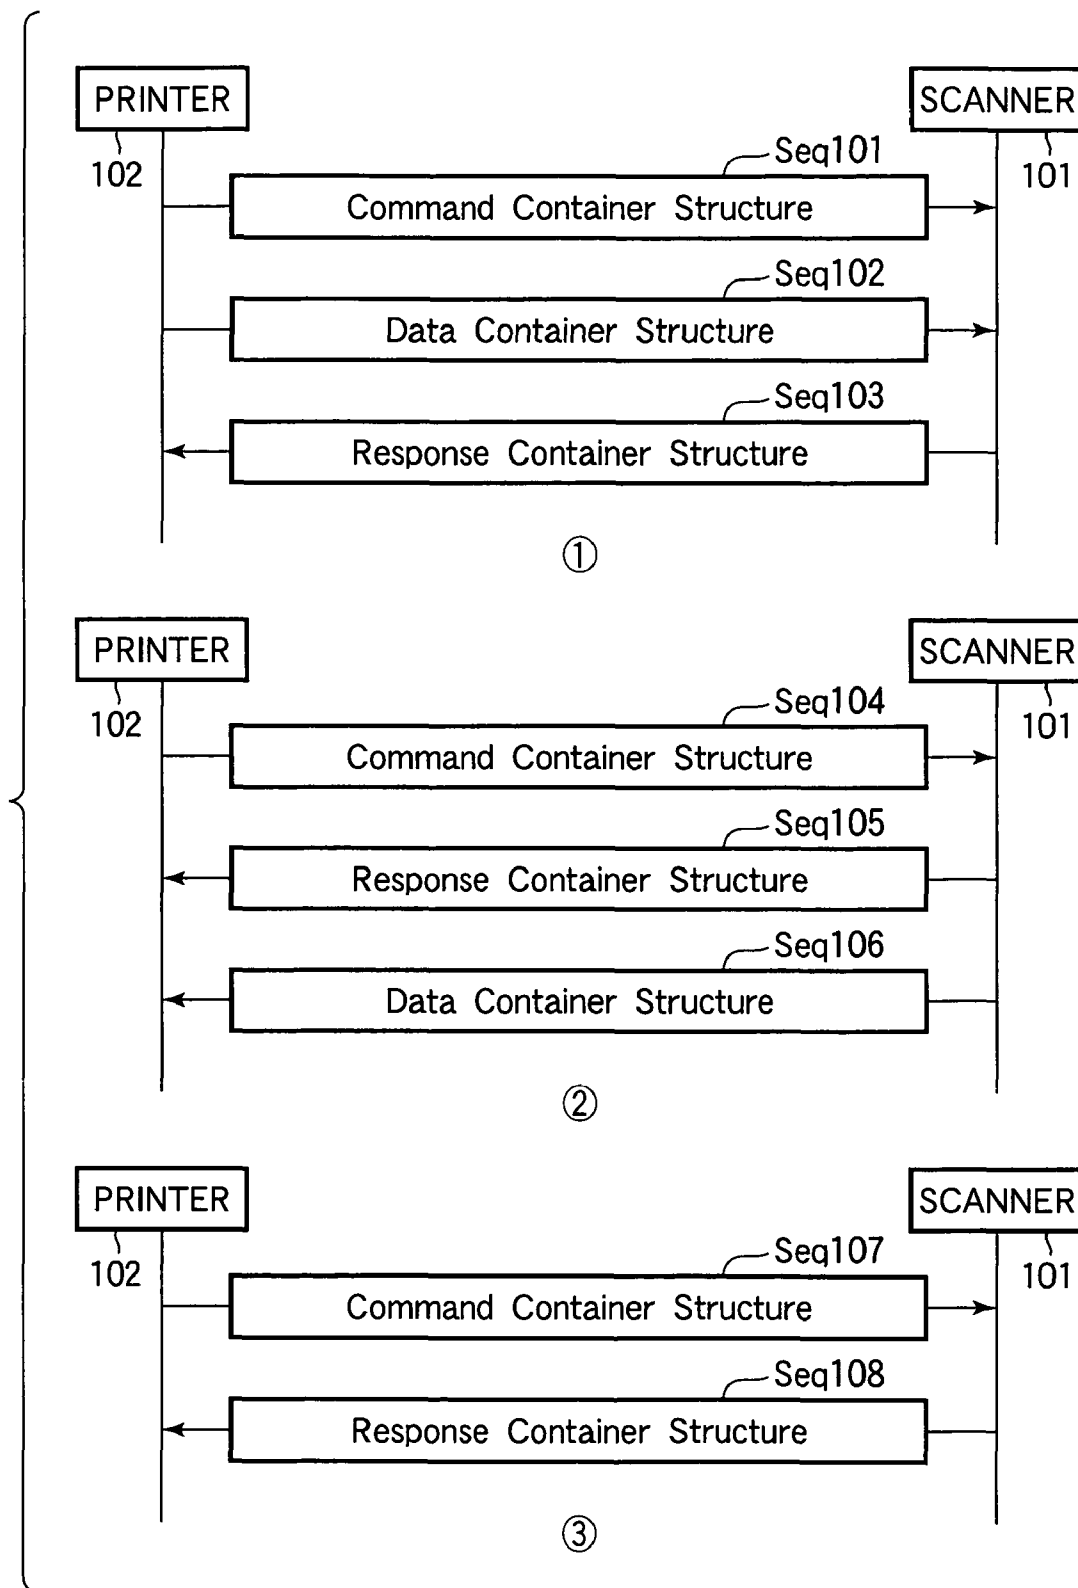 PRINTER
SCANNER
102
101
Seq101
Command Container Structure
Seq102
Data Container Structure
Seq103
Response Container Structure
①
PRINTER
SCANNER
102
101
Seq104
Command Container Structure
Seq105
Response Container Structure
Seq106
Data Container Structure
②
PRINTER
SCANNER
102
101
Seq107
Command Container Structure
Seq108
Response Container Structure
③